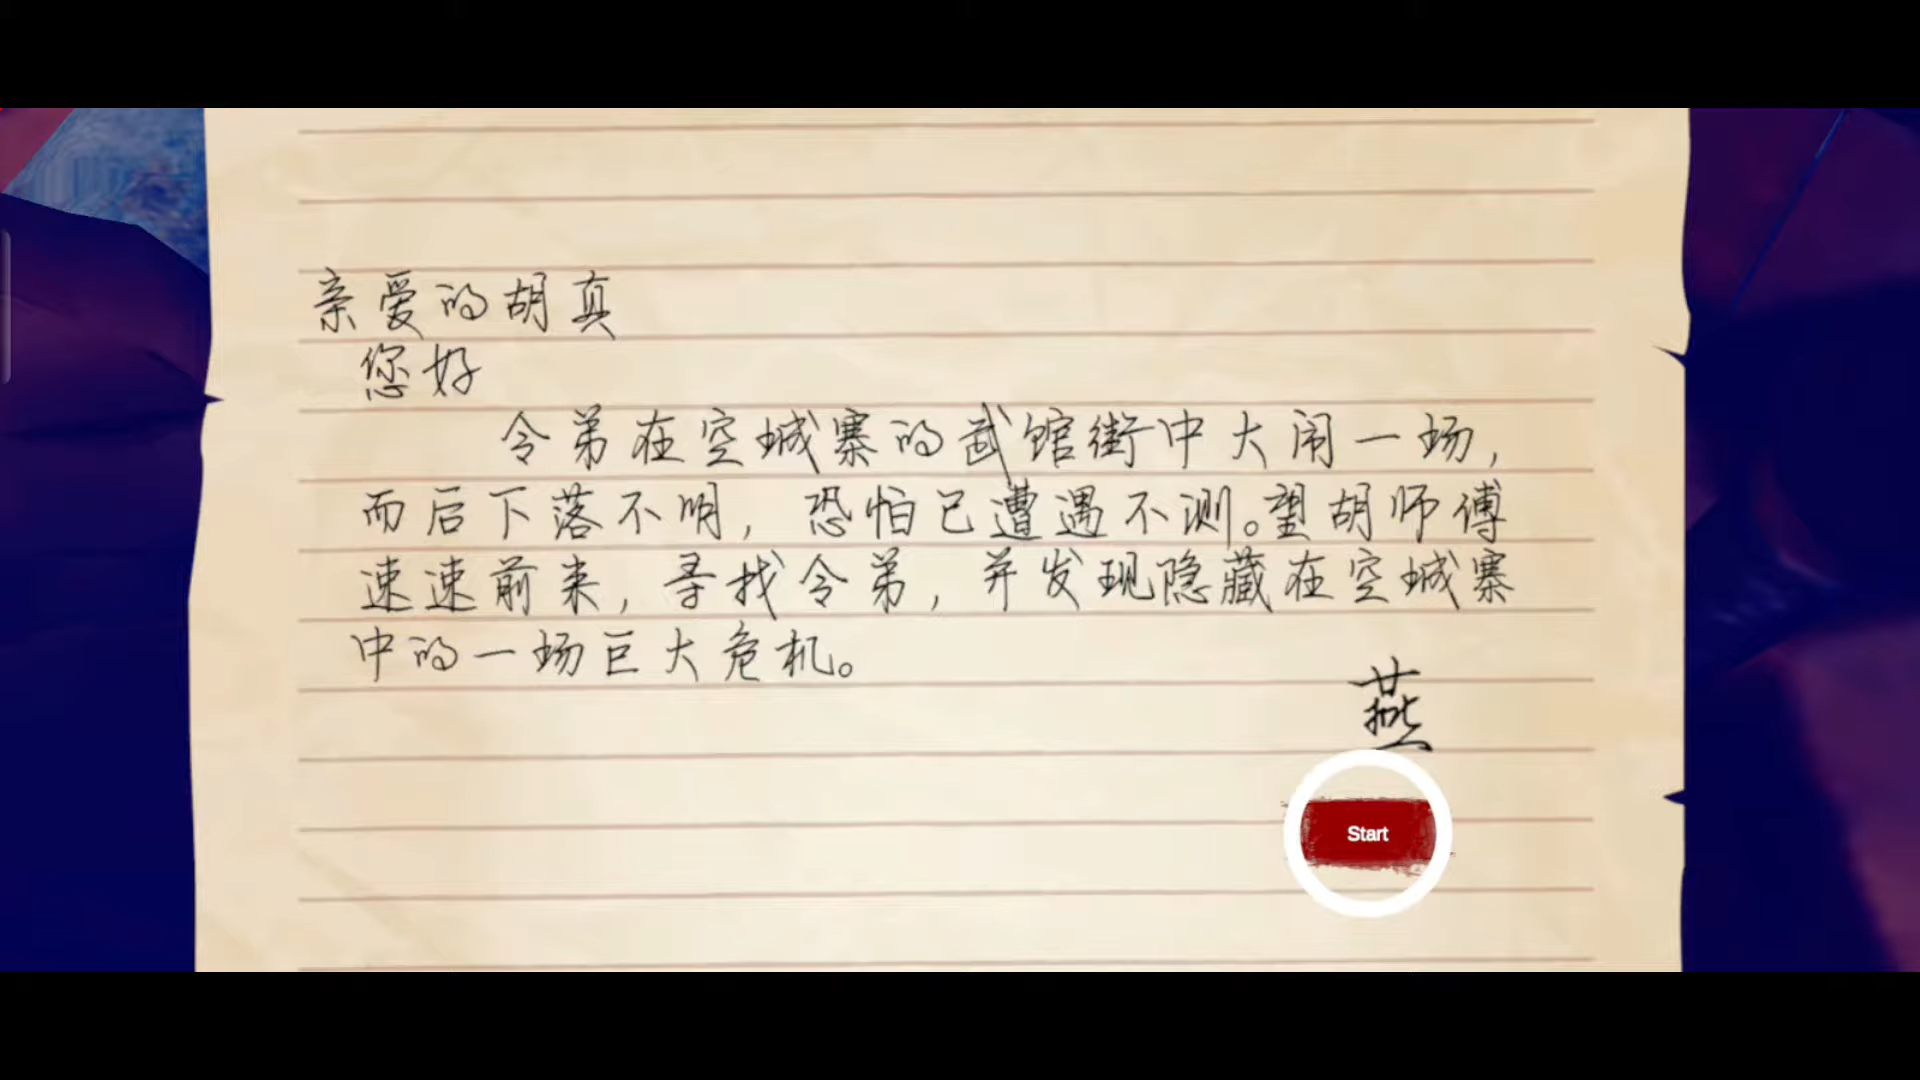 亲爱的胡真
您好
令弟在空城寨的武馆街中大闹一场,
而后下落不明,恐怕已遭遇不测。望胡师傅
速速前来,寻找令弟,并发现隐藏在空城寨
中的一场巨大危机。
燕
Start